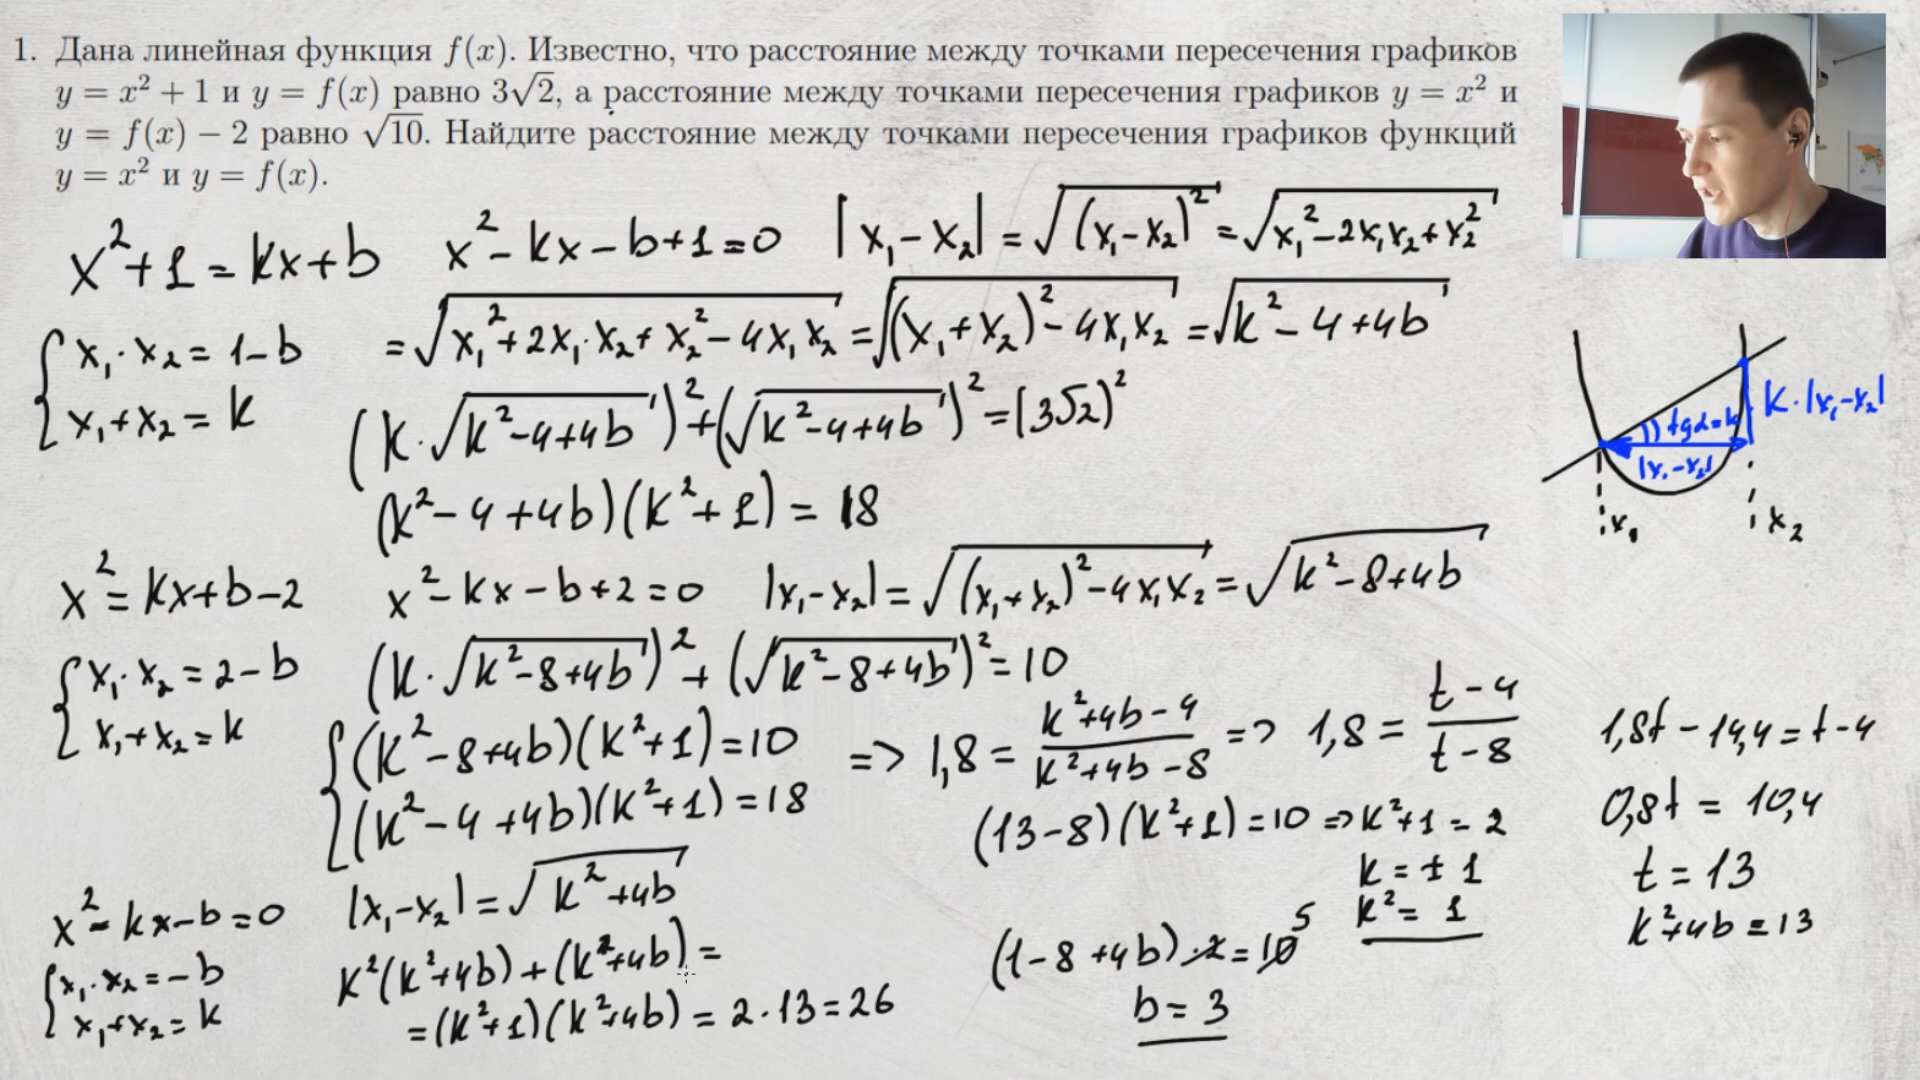 1. Дана линейная функция f(x). Известно, что расстояние между точками пересечения графиков
y = x² + 1 и y = f(x) равно 3√2, а расстояние между точками пересечения графиков y = x² и
y = f(x) − 2 равно √10. Найдите расстояние между точками пересечения графиков функций
y = x² и y = f(x).
x²+1 = kx+b    x² − kx − b+1 = 0    |x₁−x₂| = √((x₁−x₂)²) = √(x₁²−2x₁x₂+x₂²)
{ x₁·x₂ = 1−b    = √(x₁²+2x₁·x₂+x₂²−4x₁x₂) = √((x₁+x₂)²−4x₁x₂) = √(k²−4+4b)
x₁+x₂ = k
(k·√(k²−4+4b))²+(√(k²−4+4b))² = (3√2)²
(k²−4+4b)(k²+1) = 18
tgα=k
k·|x₁−x₂|
|x₁−x₂|
x₁
x₂
x² = kx+b−2    x²−kx−b+2=0    |x₁−x₂| = √((x₁+x₂)²−4x₁x₂) = √(k²−8+4b)
{ x₁·x₂ = 2−b
x₁+x₂ = k
(k·√(k²−8+4b))²+(√(k²−8+4b))² = 10
{ (k²−8+4b)(k²+1) = 10    => 1,8 = (k²+4b−4)/(k²+4b−8) => 1,8 = (t−4)/(t−8)
(k²−4+4b)(k²+1) = 18
1,8t − 14,4 = t−4
0,8t = 10,4
t = 13
k²+4b = 13
(13−8)(k²+1) = 10 => k²+1 = 2
k = ±1
k² = 1
(1−8+4b)·2 = 10 5
b = 3
x²−kx−b=0    |x₁−x₂| = √(k²+4b)
{ x₁·x₂ = −b
x₁+x₂ = k
k²(k²+4b)+(k²+4b) =
= (k²+1)(k²+4b) = 2·13 = 26